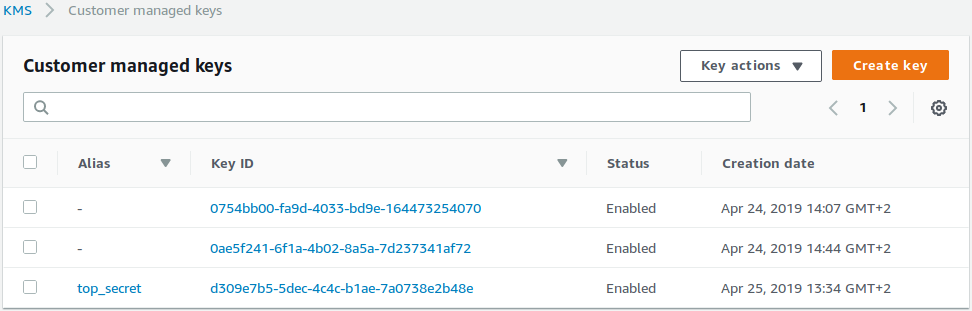 KMS > Customer managed keys
Customer managed keys Key actions Create key
1
Alias Key ID Status Creation date
- 0754bb00-fa9d-4033-bd9e-164473254070 Enabled Apr 24, 2019 14:07 GMT+2
- 0ae5f241-6f1a-4b02-8a5a-7d237341af72 Enabled Apr 24, 2019 14:44 GMT+2
top_secret d309e7b5-5dec-4c4c-b1ae-7a0738e2b48e Enabled Apr 25, 2019 13:34 GMT+2